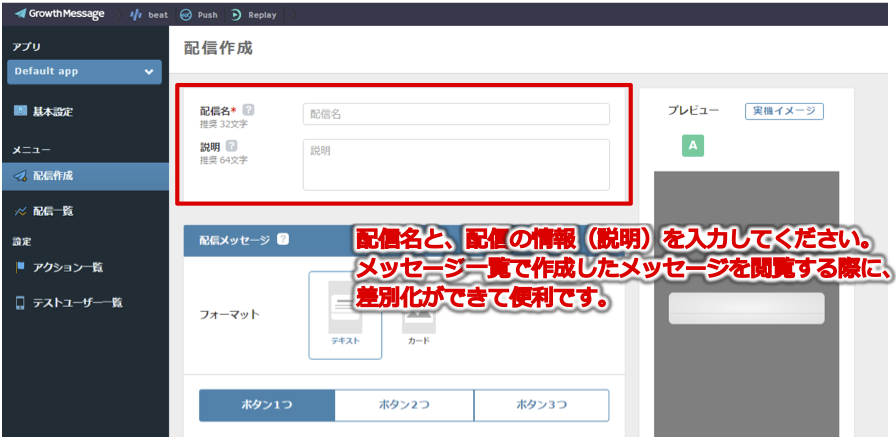 GrowthMessage
beat
Push
Replay
アプリ
Default app
基本設定
メニュー
配信作成
配信一覧
設定
アクション一覧
テストユーザー一覧
配信作成
配信名* ?
推奨 32文字
配信名
説明 ?
推奨 64文字
説明
配信メッセージ ?
フォーマット
テキスト
カード
ボタン1つ
ボタン2つ
ボタン3つ
プレビュー
実機イメージ
A
配信名と、配信の情報（説明）を入力してください。
メッセージ一覧で作成したメッセージを閲覧する際に、
差別化ができて便利です。